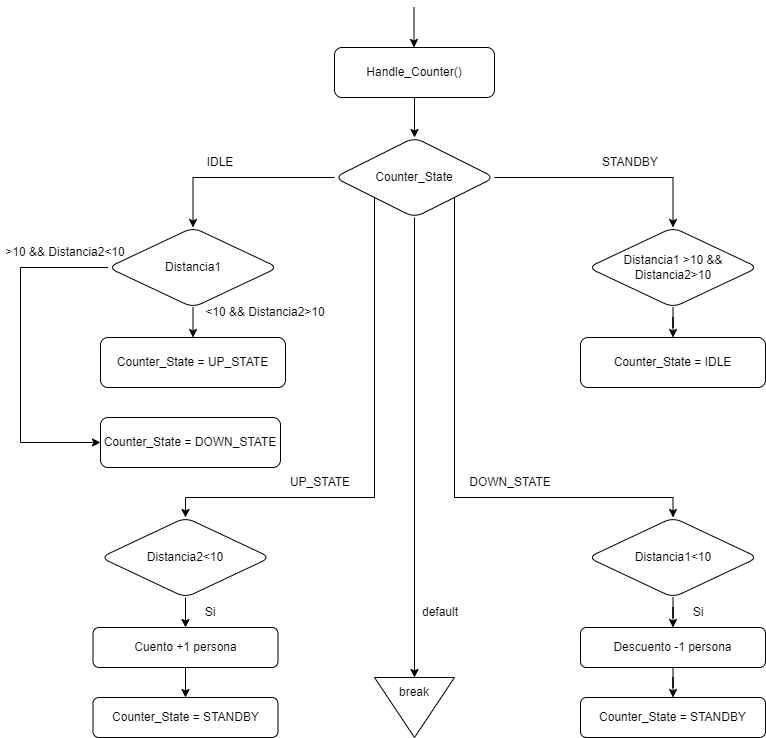 Handle_Counter()
Counter_State
IDLE
STANDBY
>10 && Distancia2<10
Distancia1
<10 && Distancia2>10
Counter_State = UP_STATE
Counter_State = DOWN_STATE
Distancia1 >10 &&
Distancia2>10
Counter_State = IDLE
UP_STATE
DOWN_STATE
Distancia2<10
Si
Cuento +1 persona
Counter_State = STANDBY
default
break
Distancia1<10
Si
Descuento -1 persona
Counter_State = STANDBY